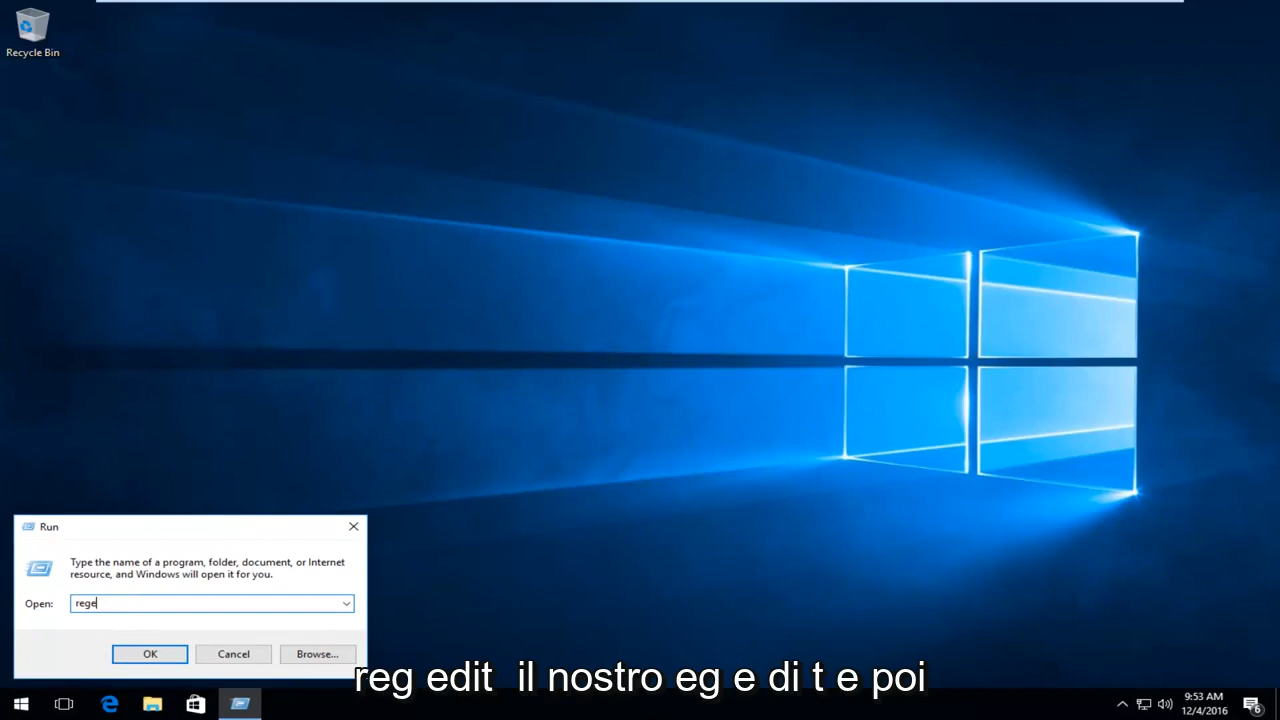 Recycle Bin
Run
Type the name of a program, folder, document, or Internet
resource, and Windows will open it for you.
Open:
rege
OK
Cancel
Browse...
reg edit  il nostro eg e di t e poi
9:53 AM
12/4/2016
6